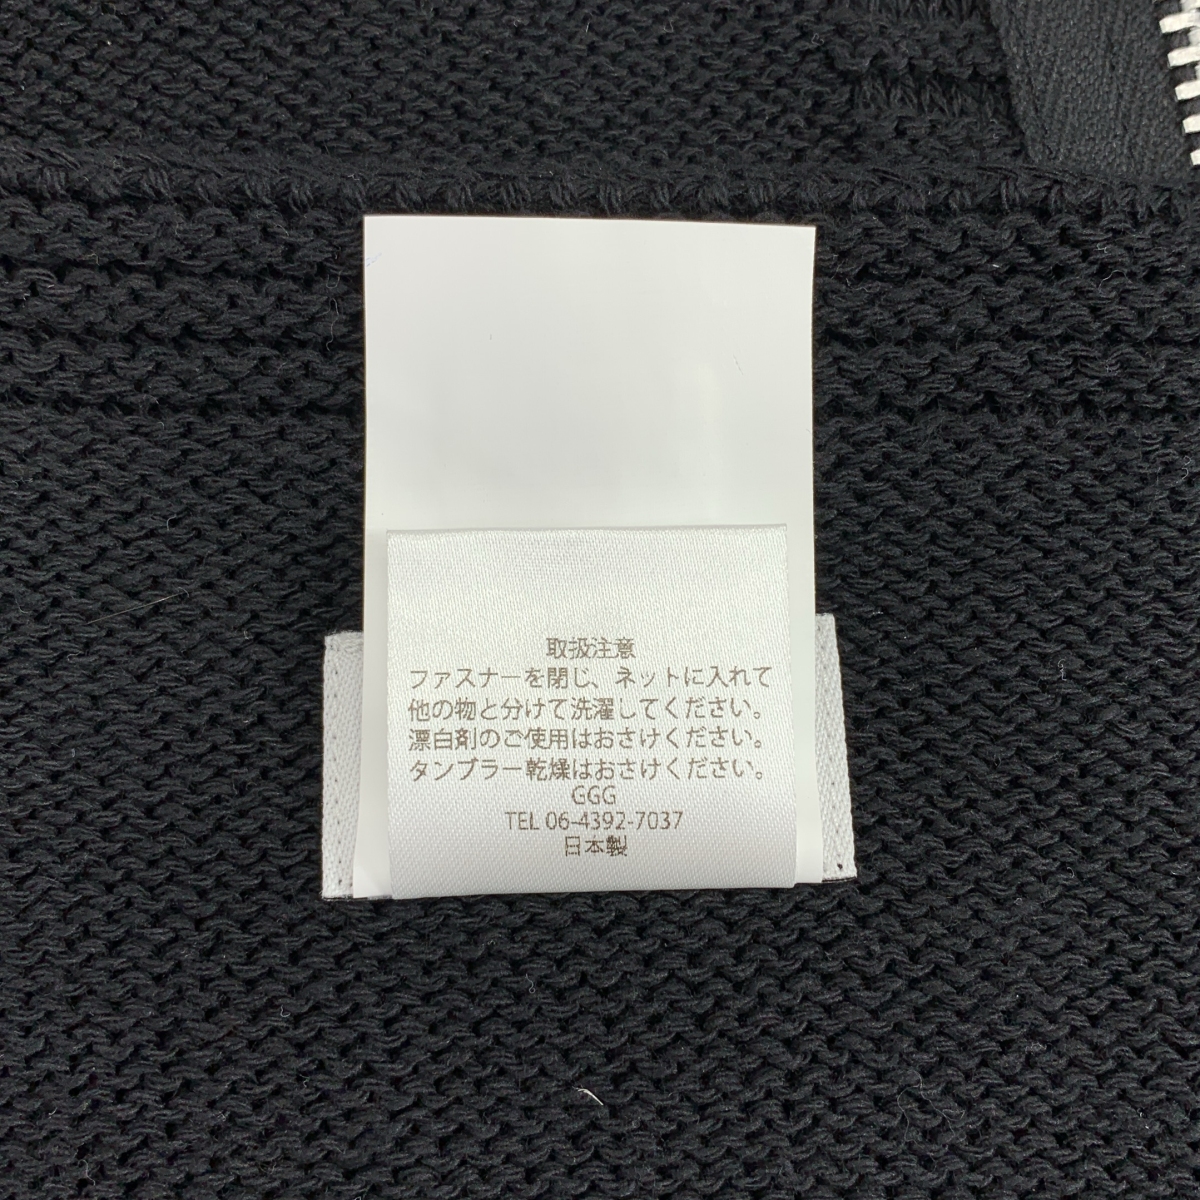 取扱注意
ファスナーを閉じ、ネットに入れて
他の物と分けて洗濯してください。
漂白剤のご使用はおさけください。
タンブラー乾燥はおさけください。
GGG
TEL 06-4392-7037
日本製